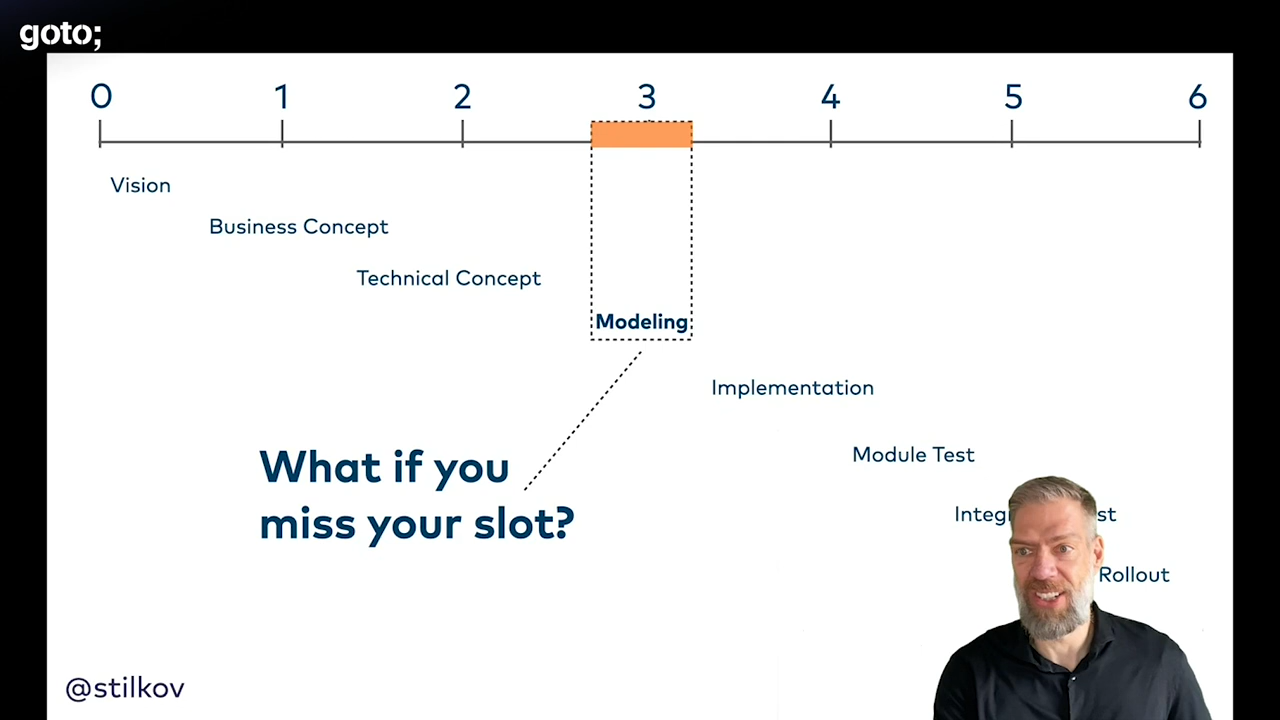 goto;
0 1 2 3 4 5 6
Vision
Business Concept
Technical Concept
Modeling
Implementation
What if you
miss your slot?
Module Test
Rollout
@stilkov